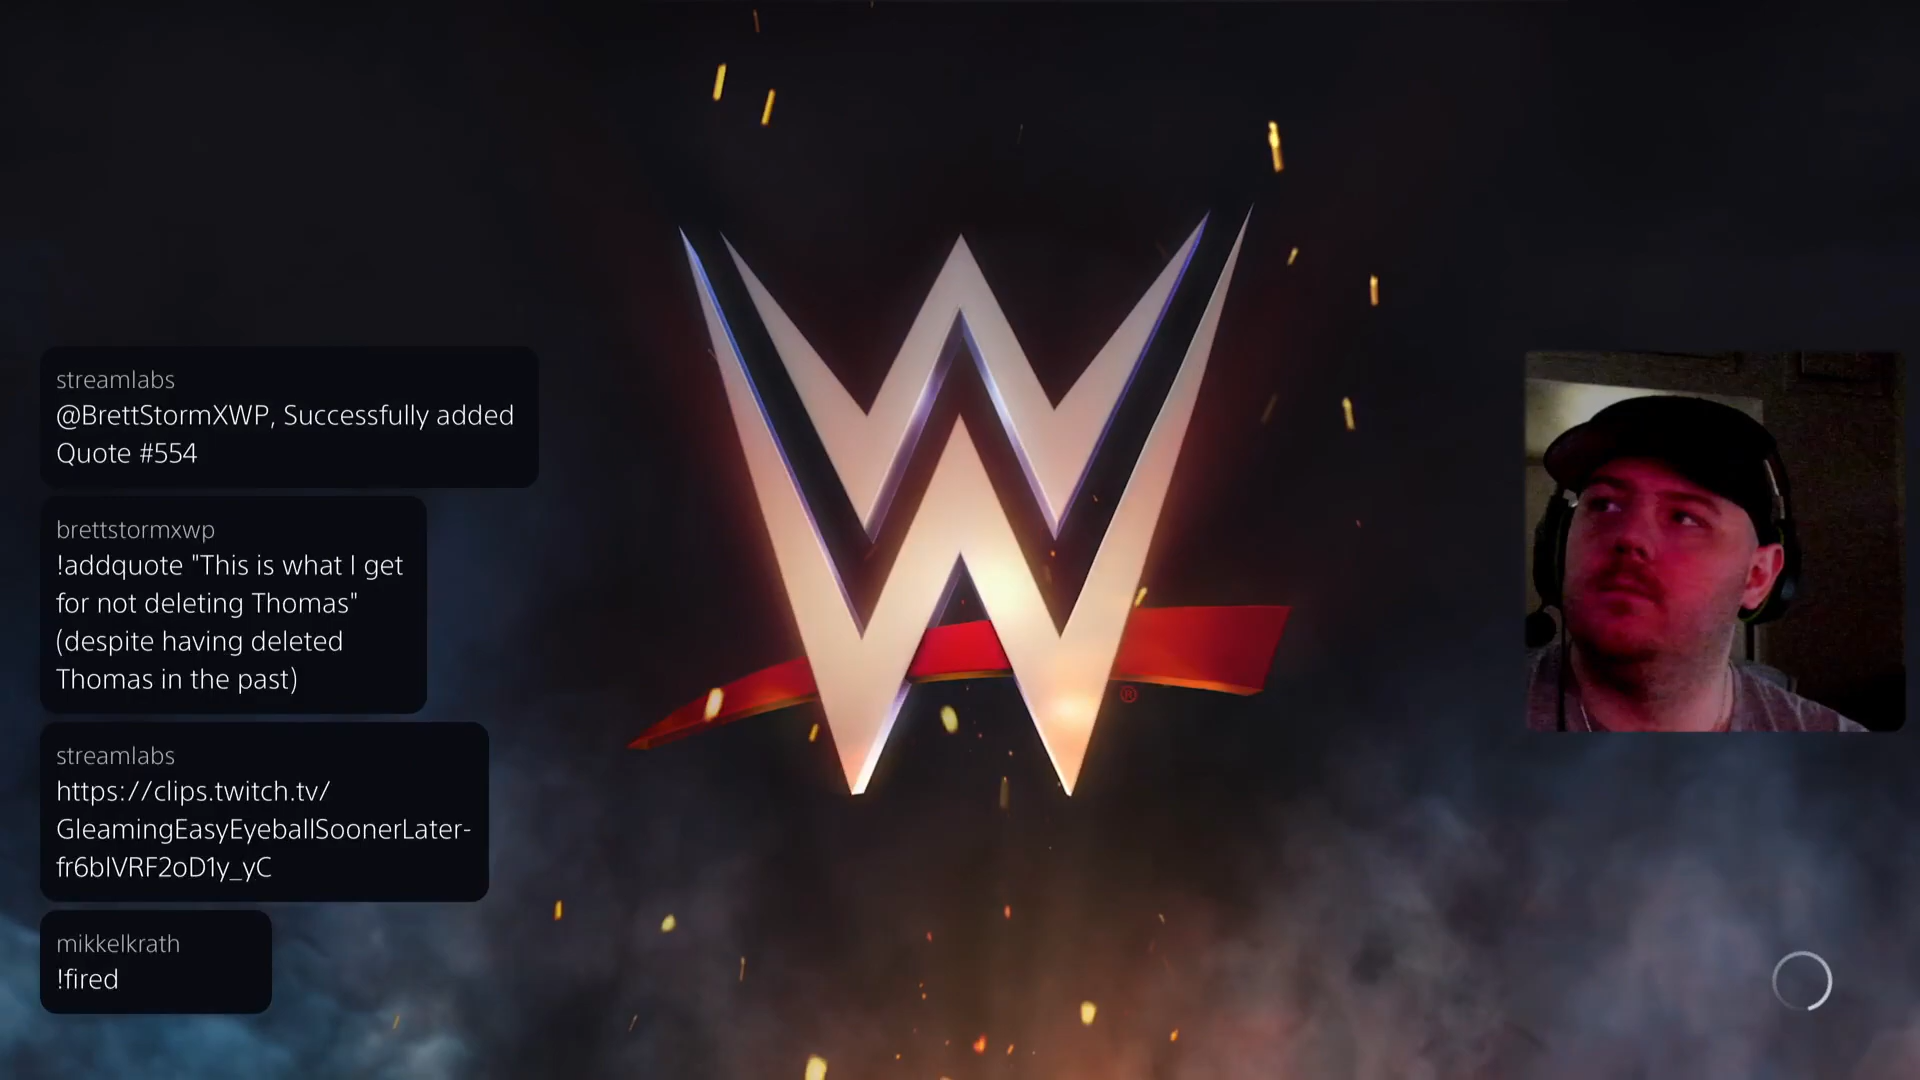 streamlabs
@BrettStormXWP, Successfully added
Quote #554
brettstormxwp
!addquote "This is what I get
for not deleting Thomas"
(despite having deleted
Thomas in the past)
streamlabs
https://clips.twitch.tv/
GleamingEasyEyeballSoonerLater-
fr6blVRF2oD1y_yC
mikkelkrath
!fired
W
®